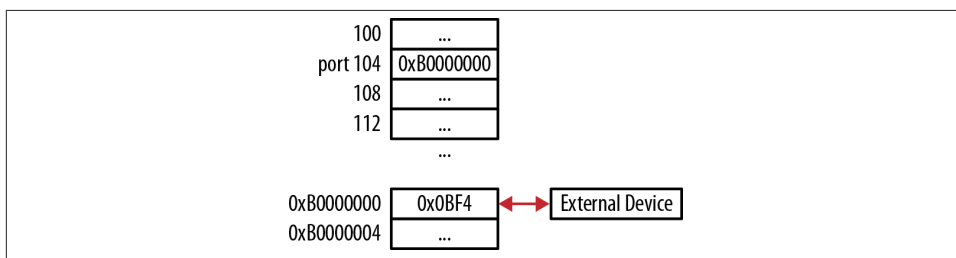 100 ...
port 104 0xB0000000
108 ...
112 ...
...
0xB0000000 0x0BF4 External Device
0xB0000004 ...